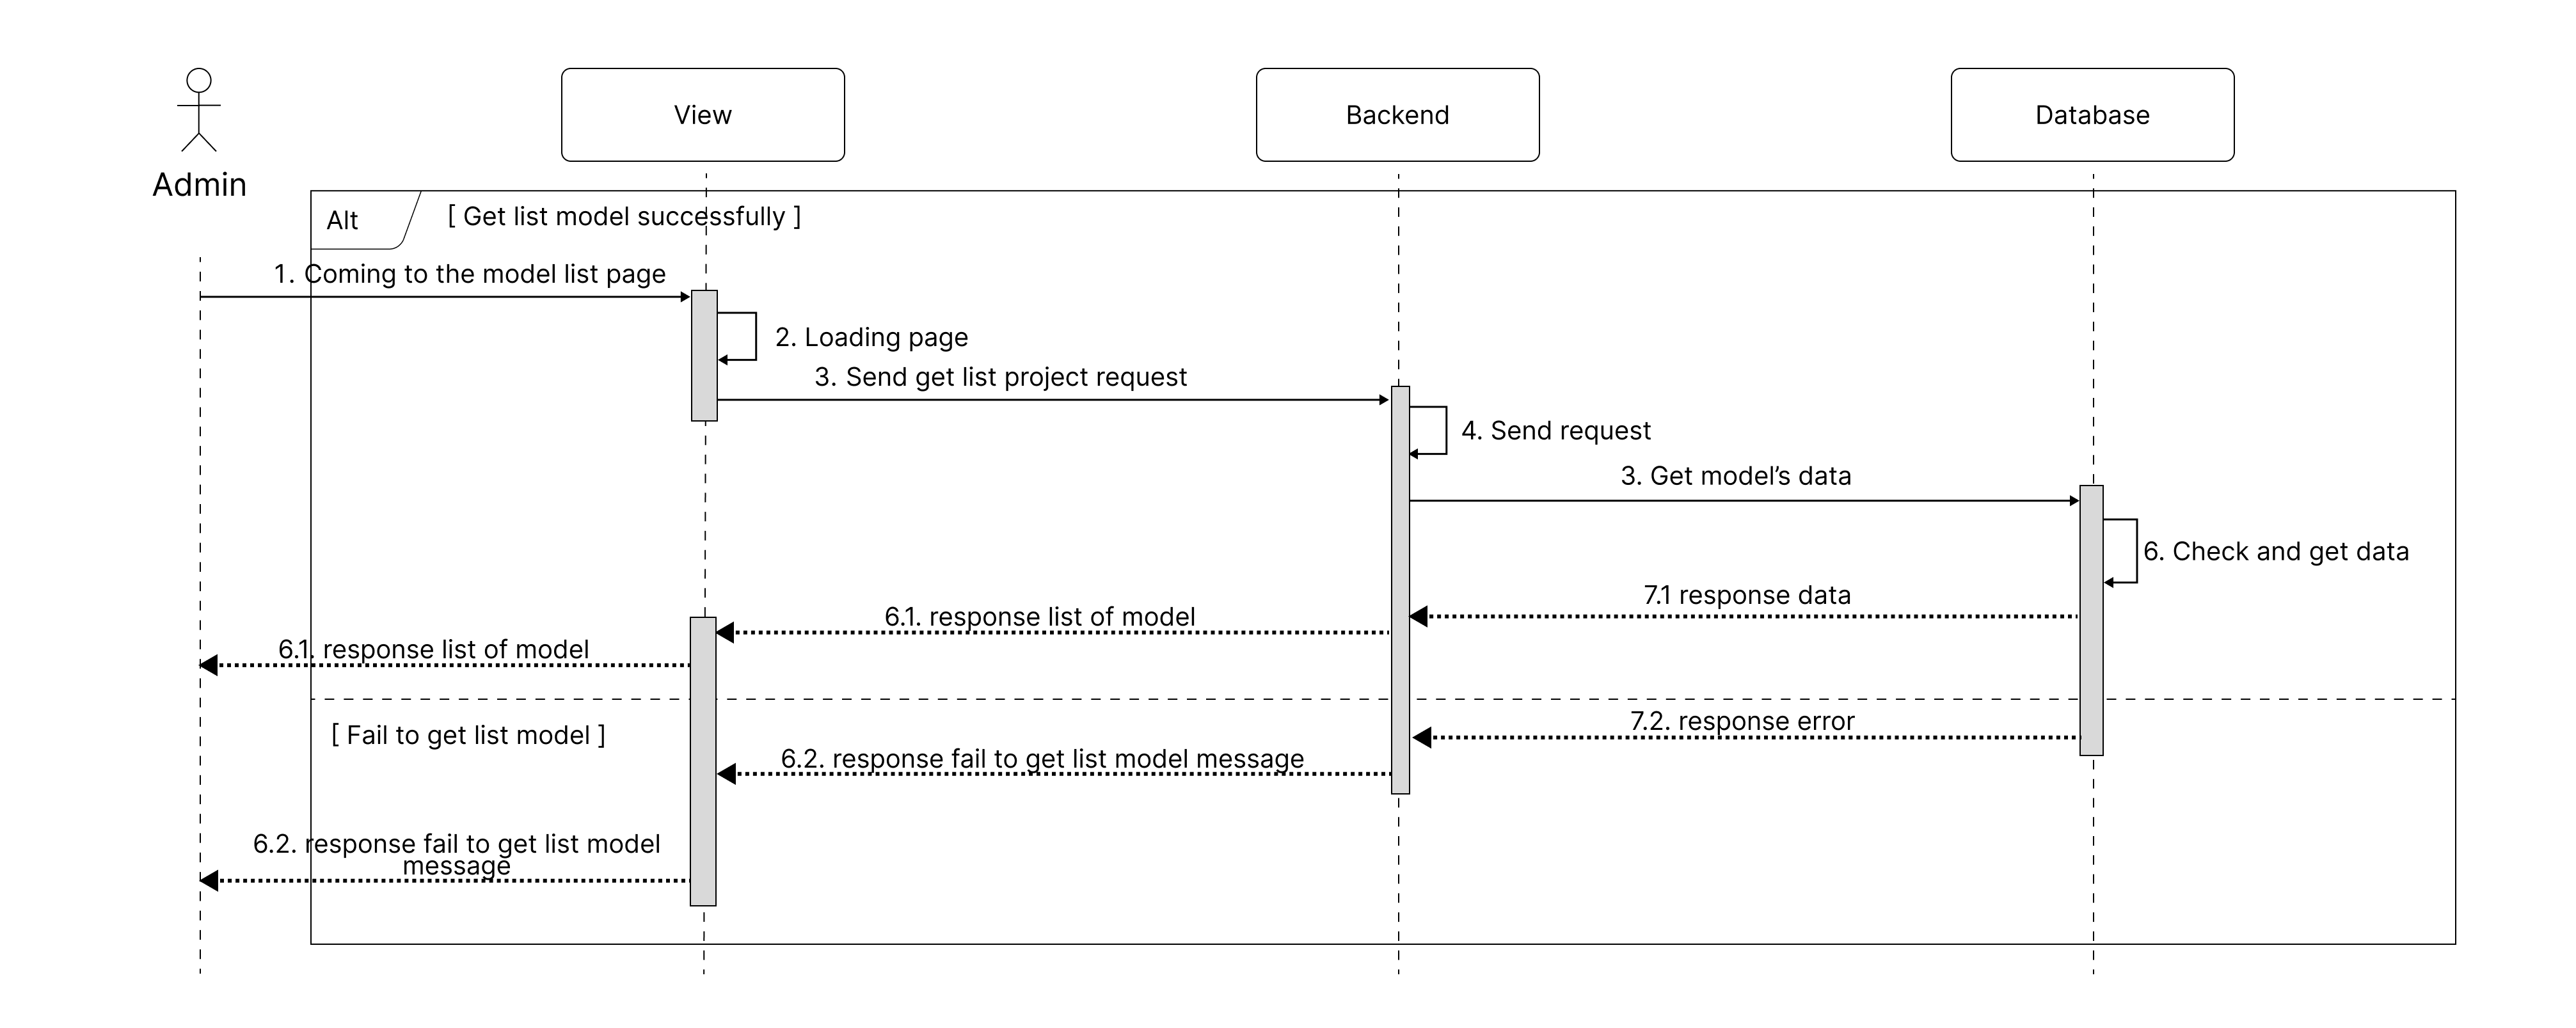 View
Backend
Database
Admin
Alt
[ Get list model successfully ]
1. Coming to the model list page
2. Loading page
3. Send get list project request
4. Send request
3. Get model’s data
6. Check and get data
7.1 response data
6.1. response list of model
6.1. response list of model
[ Fail to get list model ]
7.2. response error
6.2. response fail to get list model message
6.2. response fail to get list model
message